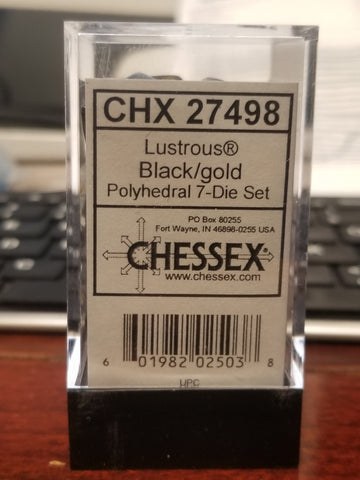 CHX 27498
Lustrous®
Black/gold
Polyhedral 7-Die Set
PO Box 80255
Fort Wayne, IN 46898-0255 USA
CHESSEX®
www.chessex.com
6 01982 02503 8
UPC